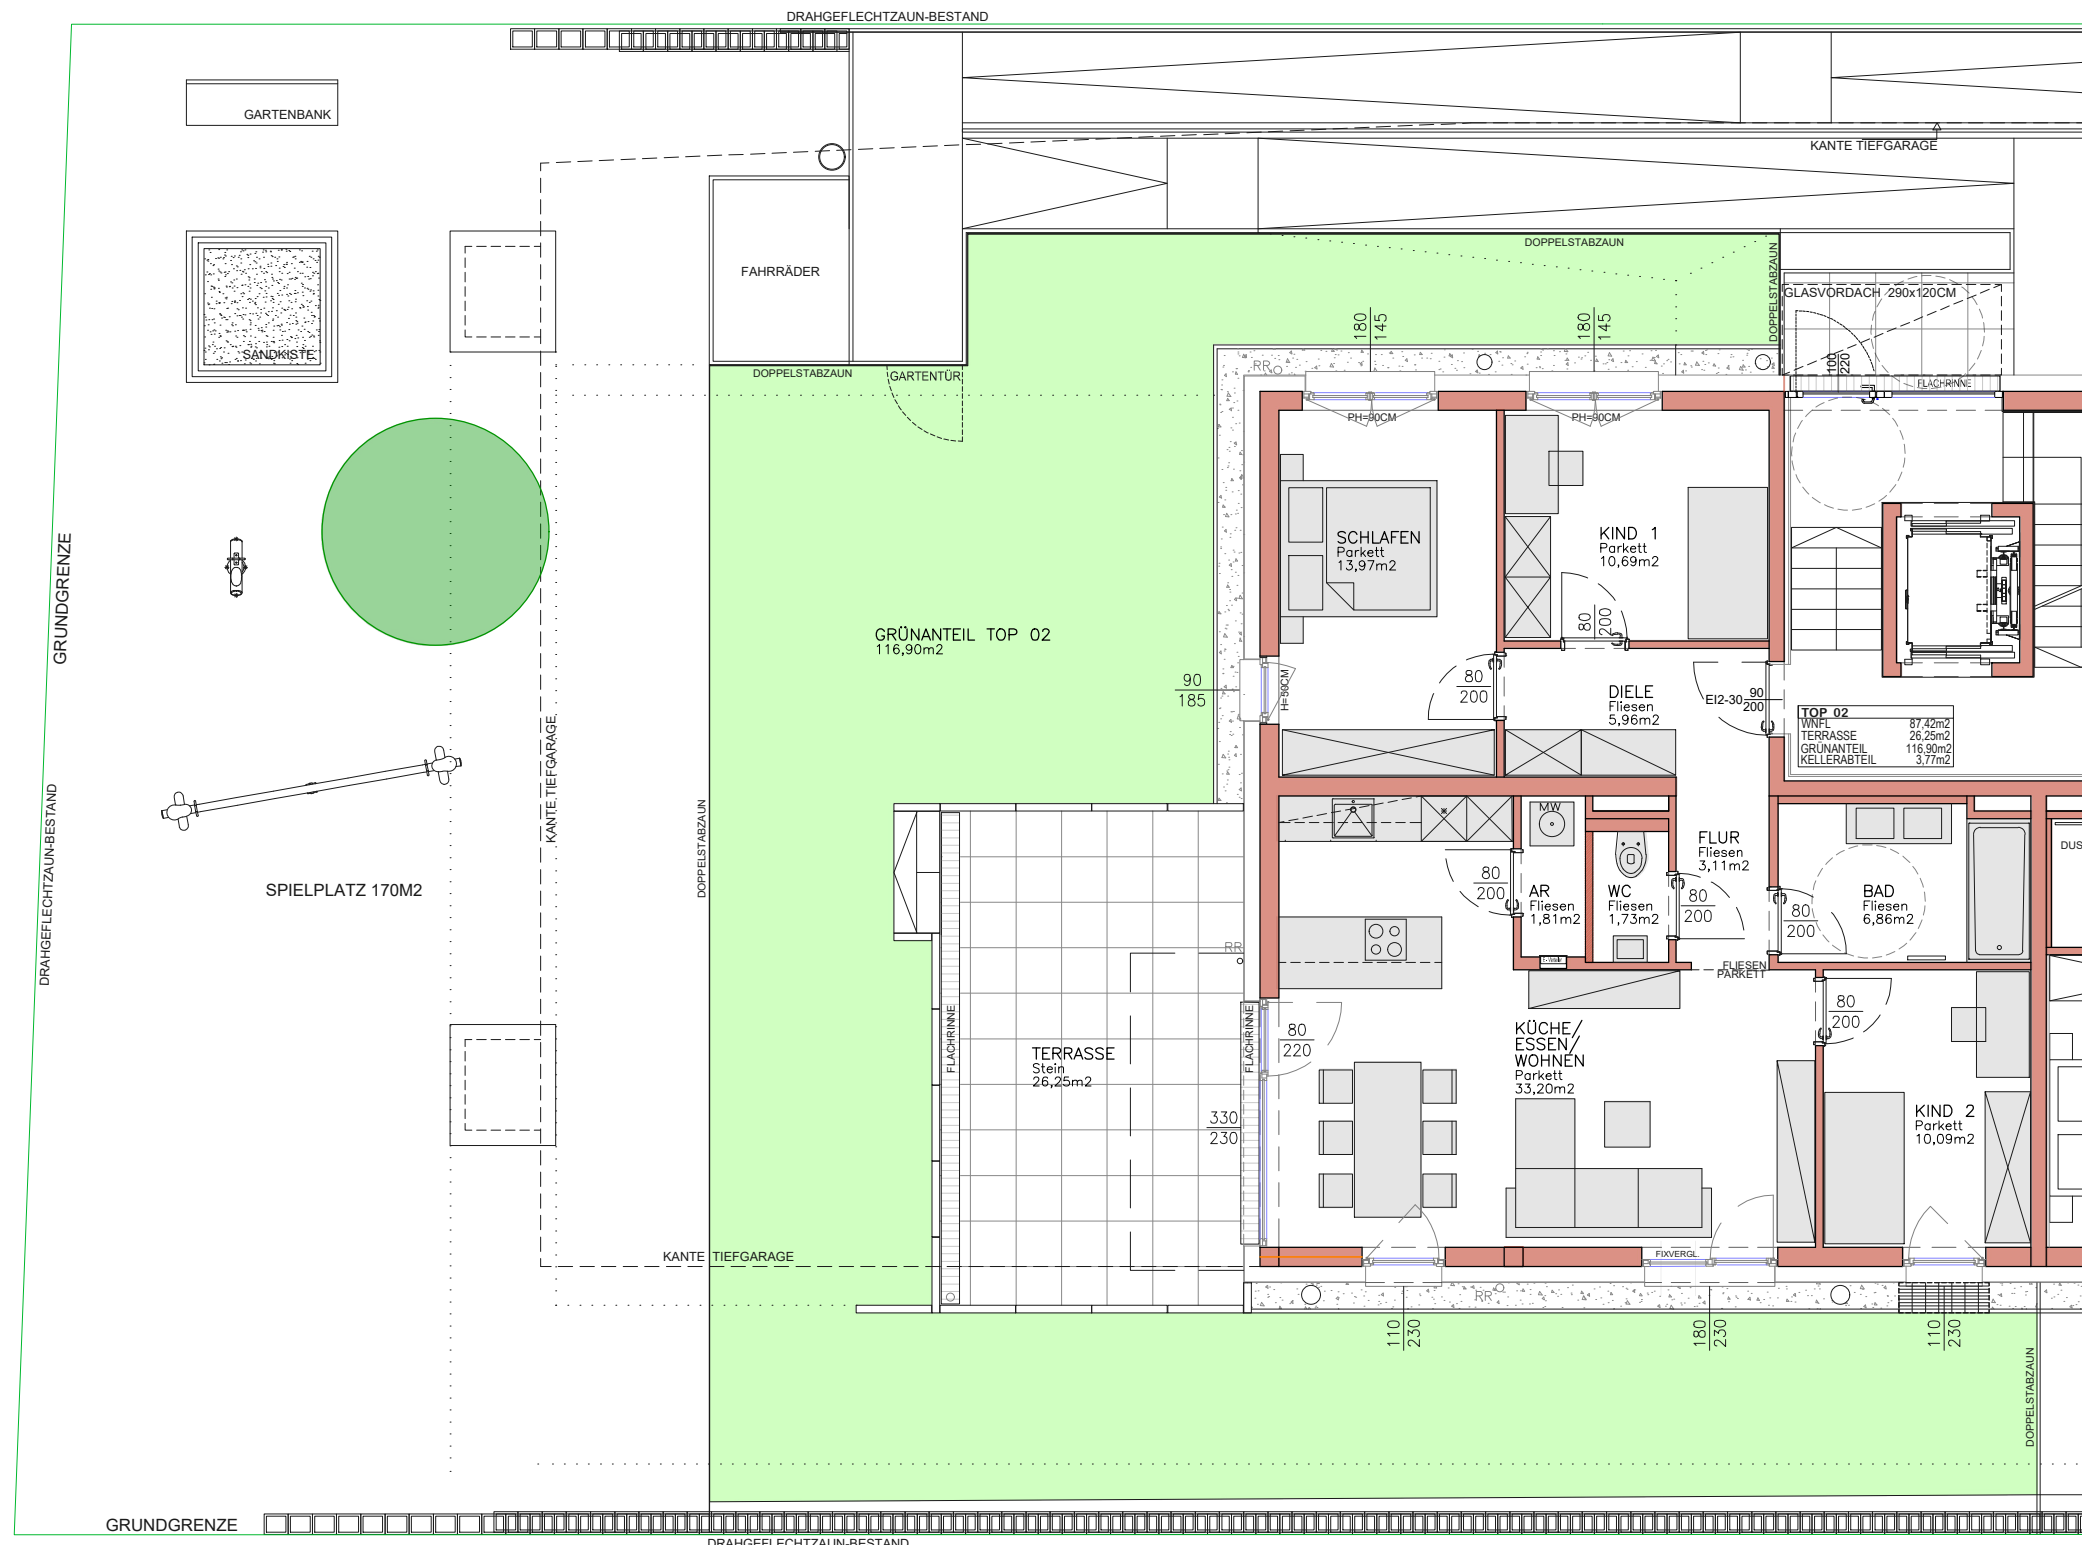 DRAHGEFLECHTZAUN-BESTAND
GARTENBANK
KANTE TIEFGARAGE
DOPPELSTABZAUN
DOPPELSTABZAUN
FAHRRÄDER
GLASVORDACH 290x120CM
SANDKISTE
180
145
180
145
100
220
FLACHRINNE
DOPPELSTABZAUN
GARTENTÜR
RR
PH=90CM
PH=90CM
SCHLAFEN
Parkett
13,97m2
KIND 1
Parkett
10,69m2
80
200
GRUNDGRENZE
GRÜNANTEIL TOP 02
116,90m2
90
185
H=50CM
80
200
DIELE
Fliesen
5,96m2
EI2-30
90
200
TOP 02
WNFL 87,42m2
TERRASSE 26,25m2
GRÜNANTEIL 116,90m2
KELLERABTEIL 3,77m2
KANTE TIEFGARAGE
DRAHGEFLECHTZAUN-BESTAND
DOPPELSTABZAUN
SPIELPLATZ 170M2
MW
FLUR
Fliesen
3,11m2
DUS
80
200
AR
Fliesen
1,81m2
WC
Fliesen
1,73m2
80
200
80
200
BAD
Fliesen
6,86m2
RR
FLIESEN
PARKETT
FLACHRINNE
FLACHRINNE
TERRASSE
Stein
26,25m2
80
220
KÜCHE/
ESSEN/
WOHNEN
Parkett
33,20m2
80
200
330
230
KIND 2
Parkett
10,09m2
KANTE TIEFGARAGE
FIXVERGL.
RR
110
230
180
230
110
230
DOPPELSTABZAUN
GRUNDGRENZE
DRAHGEFLECHTZAUN-BESTAND